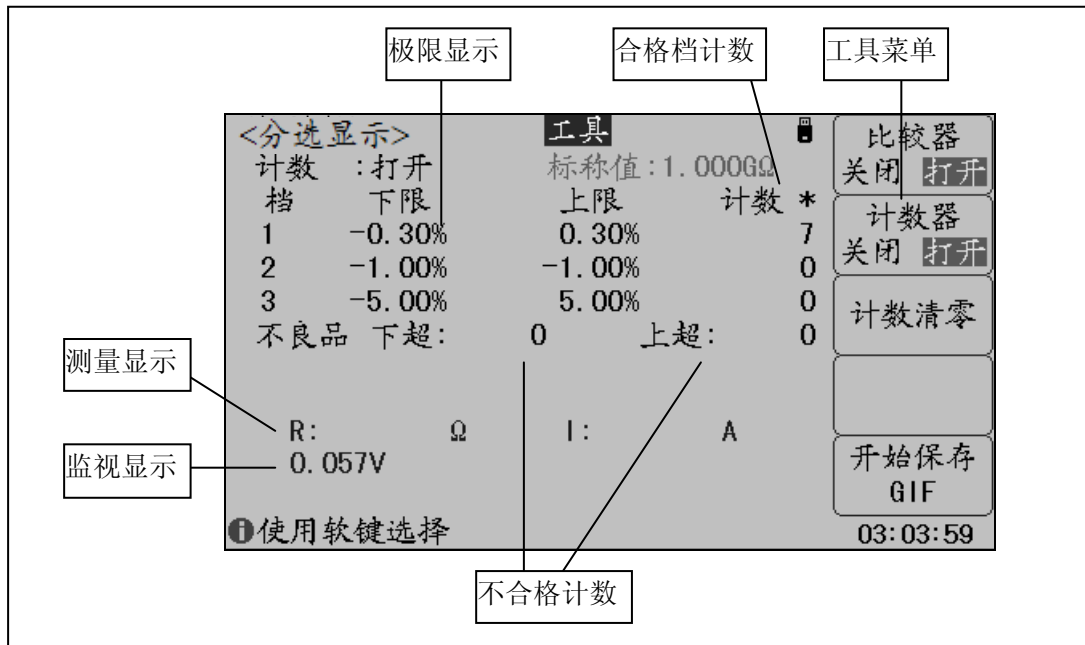 极限显示 合格档计数 工具菜单
<分选显示> 工具
计数 :打开 标称值:1.000GΩ
档 下限 上限 计数 *
1 -0.30% 0.30% 7
2 -1.00% -1.00% 0
3 -5.00% 5.00% 0
不良品 下超: 0 上超: 0
比较器
关闭 打开
计数器
关闭 打开
计数清零
测量显示
R: Ω I: A
监视显示
0.057V
开始保存
GIF
使用软键选择
03:03:59
不合格计数